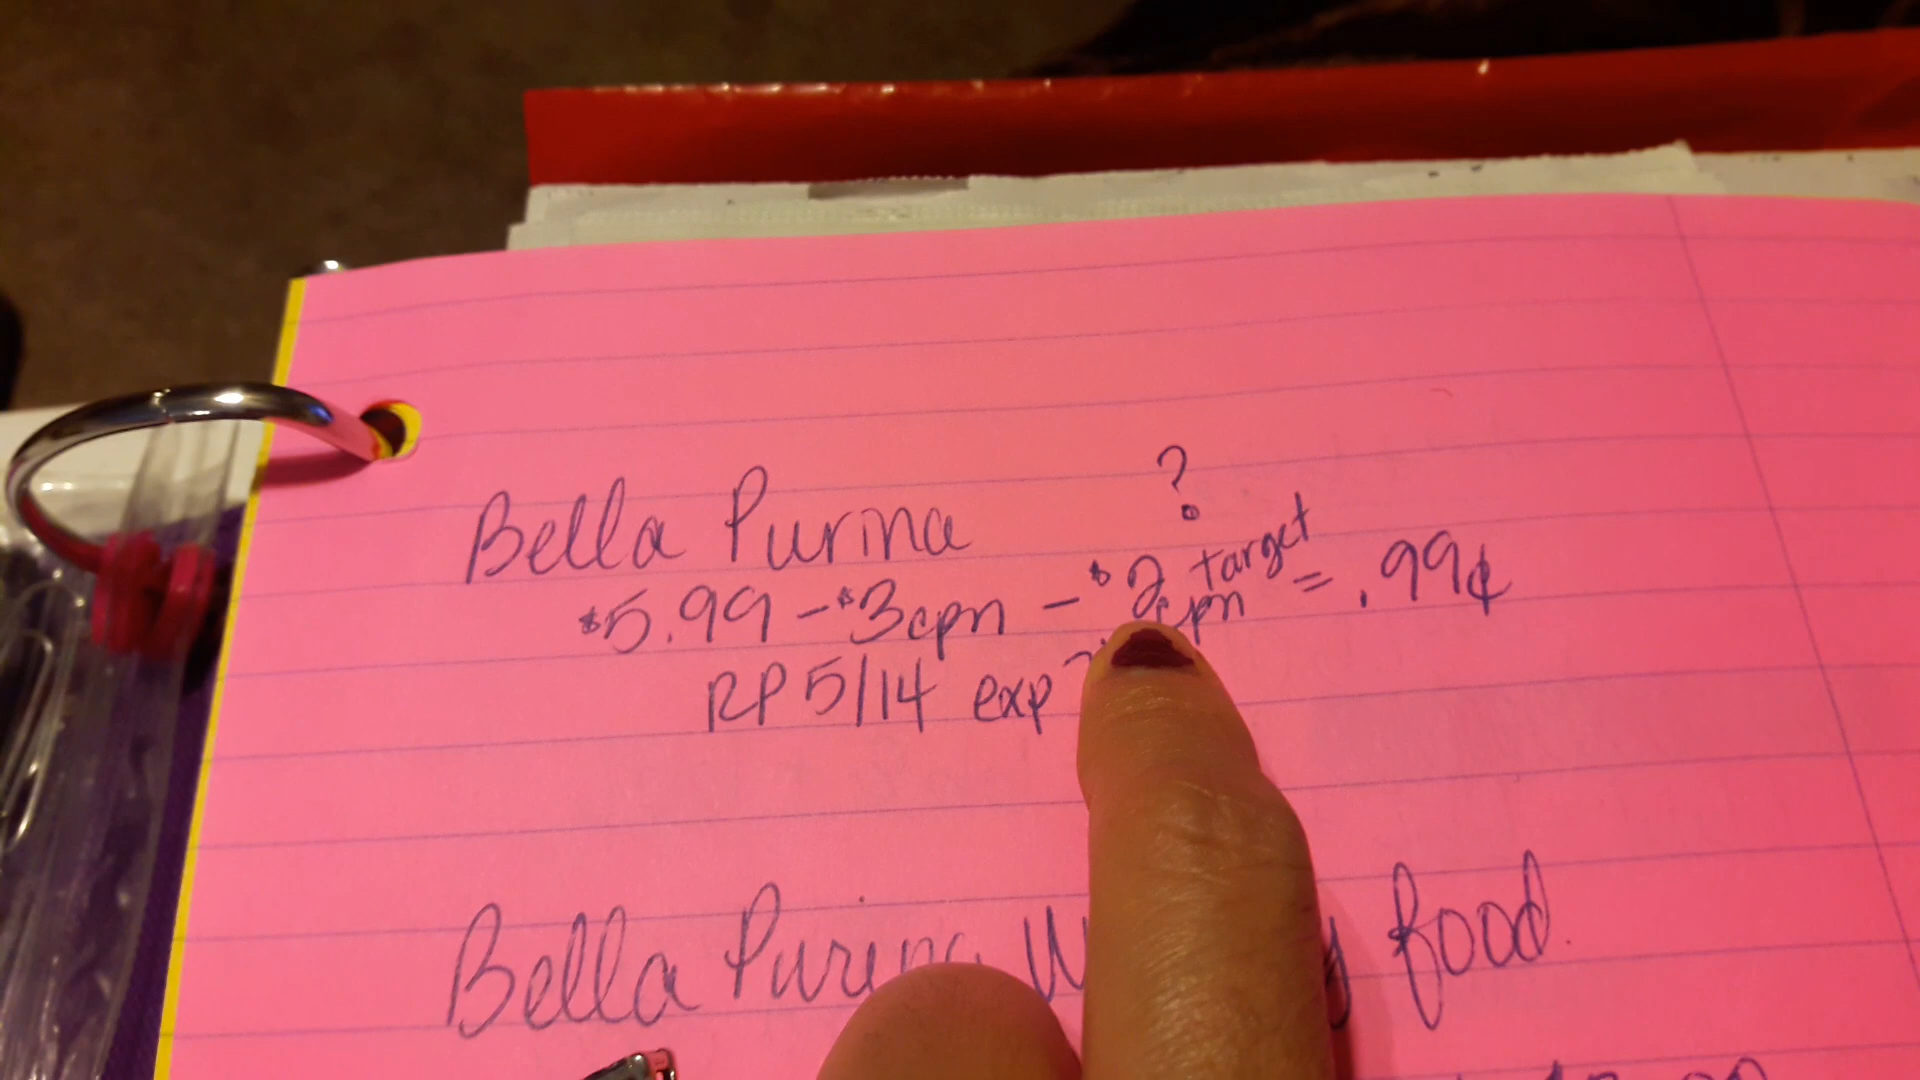 ?
Bella Purina
$5.99 - $3cpn - $2 target cpn = .99¢
RP 5/14 exp
Bella Purina food